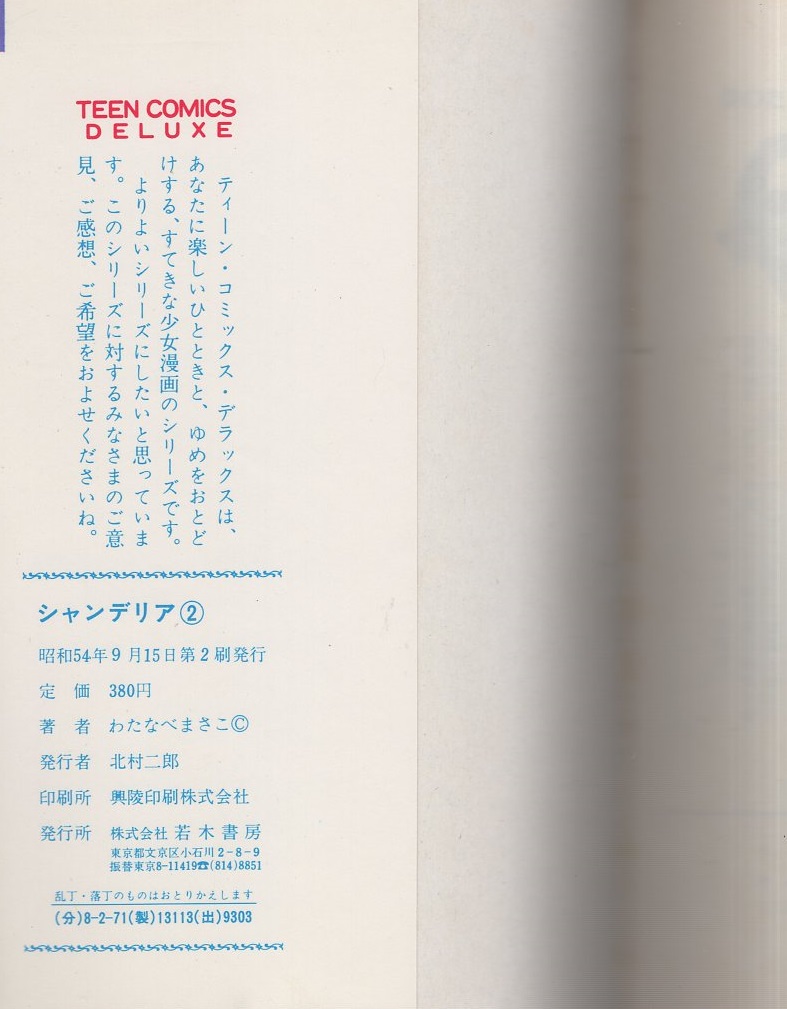 TEEN COMICS
DELUXE
ティーン・コミックス・デラックスは、
あなたに楽しいひとときと、ゆめをおとど
けする、すてきな少女漫画のシリーズです。
よりよいシリーズにしたいと思っていま
す。このシリーズに対するみなさまのご意
見、ご感想、ご希望をおよせくださいね。
シャンデリア②
昭和54年9月15日第2刷発行
定 価 380円
著 者 わたなべまさこ©
発行者 北村二郎
印刷所 興陵印刷株式会社
発行所 株式会社 若木書房
東京都文京区小石川2-8-9
振替東京8-11419☎(814)8851
乱丁・落丁のものはおとりかえします
(分)8-2-71(製)13113(出)9303